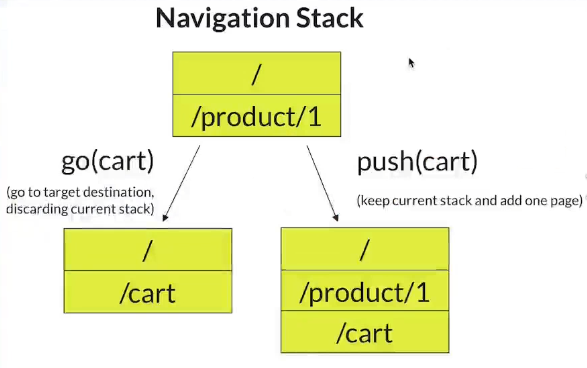 Navigation Stack
/
/product/1
go(cart)
(go to target destination,
discarding current stack)
push(cart)
(keep current stack and add one page)
/
/cart
/
/product/1
/cart